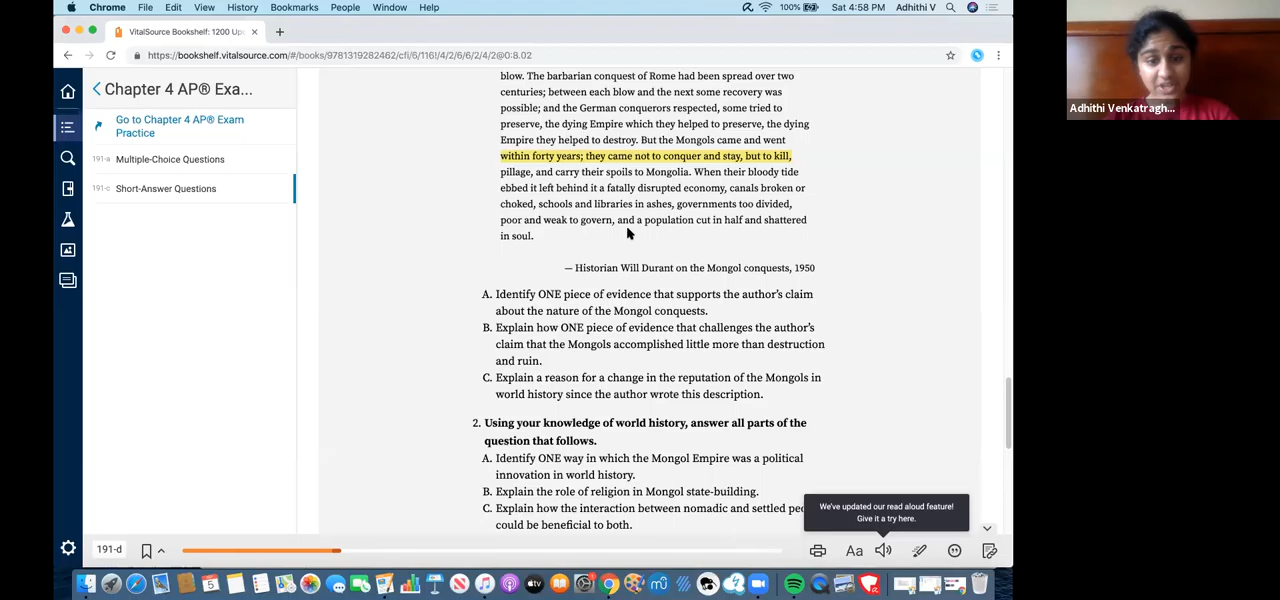 Chrome File Edit View History Bookmarks People Window Help 100% Sat 4:58 PM Adhithi V
VitalSource Bookshelf: 1200 Up
https://bookshelf.vitalsource.com/#/books/9781319282462/cfi/6/116!/4/2/6/6/2/4/2@0:8.02
Chapter 4 AP® Exa...
Go to Chapter 4 AP® Exam
Practice
191-a Multiple-Choice Questions
191-c Short-Answer Questions
blow. The barbarian conquest of Rome had been spread over two
centuries; between each blow and the next some recovery was
possible; and the German conquerors respected, some tried to
preserve, the dying Empire which they helped to preserve, the dying
Empire they helped to destroy. But the Mongols came and went
within forty years; they came not to conquer and stay, but to kill,
pillage, and carry their spoils to Mongolia. When their bloody tide
ebbed it left behind it a fatally disrupted economy, canals broken or
choked, schools and libraries in ashes, governments too divided,
poor and weak to govern, and a population cut in half and shattered
in soul.
— Historian Will Durant on the Mongol conquests, 1950
A. Identify ONE piece of evidence that supports the author's claim
about the nature of the Mongol conquests.
B. Explain how ONE piece of evidence that challenges the author's
claim that the Mongols accomplished little more than destruction
and ruin.
C. Explain a reason for a change in the reputation of the Mongols in
world history since the author wrote this description.
2. Using your knowledge of world history, answer all parts of the
question that follows.
A. Identify ONE way in which the Mongol Empire was a political
innovation in world history.
B. Explain the role of religion in Mongol state-building.
C. Explain how the interaction between nomadic and settled
could be beneficial to both.
We've updated our read aloud feature!
Give it a try here.
191-d
Aa
5
Adhithi Venkatragh...